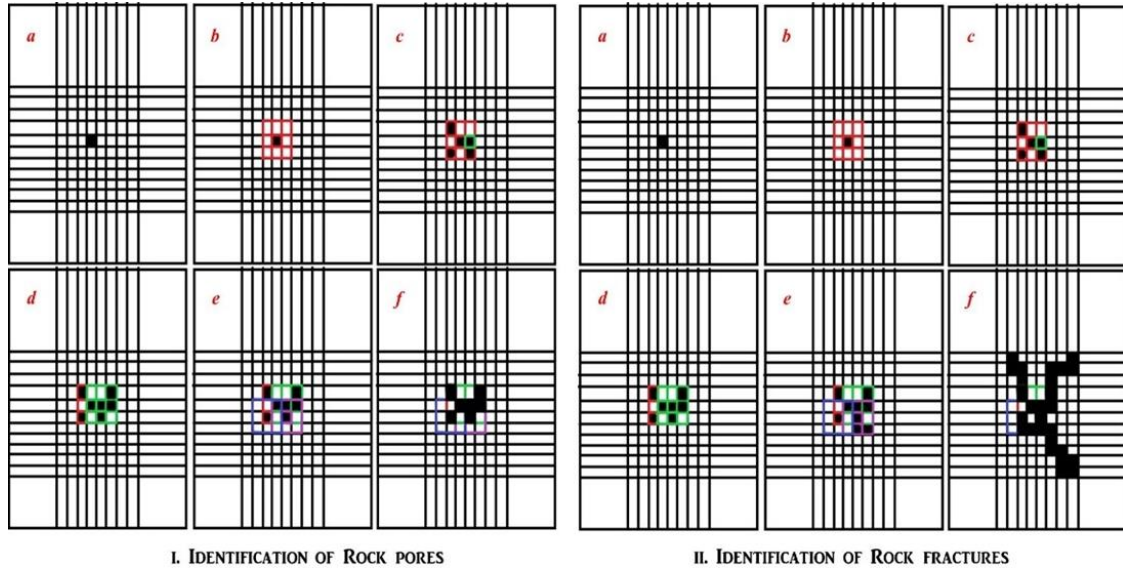 a b c a b c
d e f d e f
I. IDENTIFICATION OF ROCK PORES
II. IDENTIFICATION OF ROCK FRACTURES